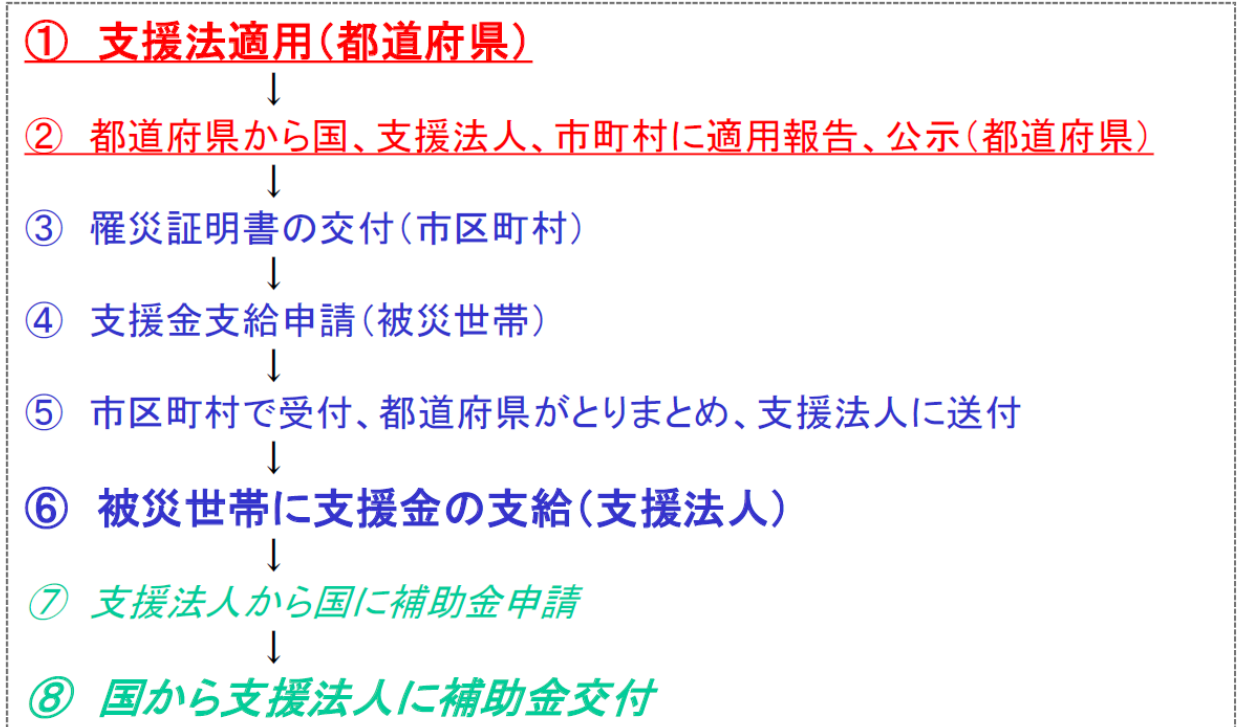 ① 支援法適用(都道府県)
↓
② 都道府県から国、支援法人、市町村に適用報告、公示(都道府県)
↓
③ 罹災証明書の交付(市区町村)
↓
④ 支援金支給申請(被災世帯)
↓
⑤ 市区町村で受付、都道府県がとりまとめ、支援法人に送付
↓
⑥ 被災世帯に支援金の支給(支援法人)
↓
⑦ 支援法人から国に補助金申請
↓
⑧ 国から支援法人に補助金交付